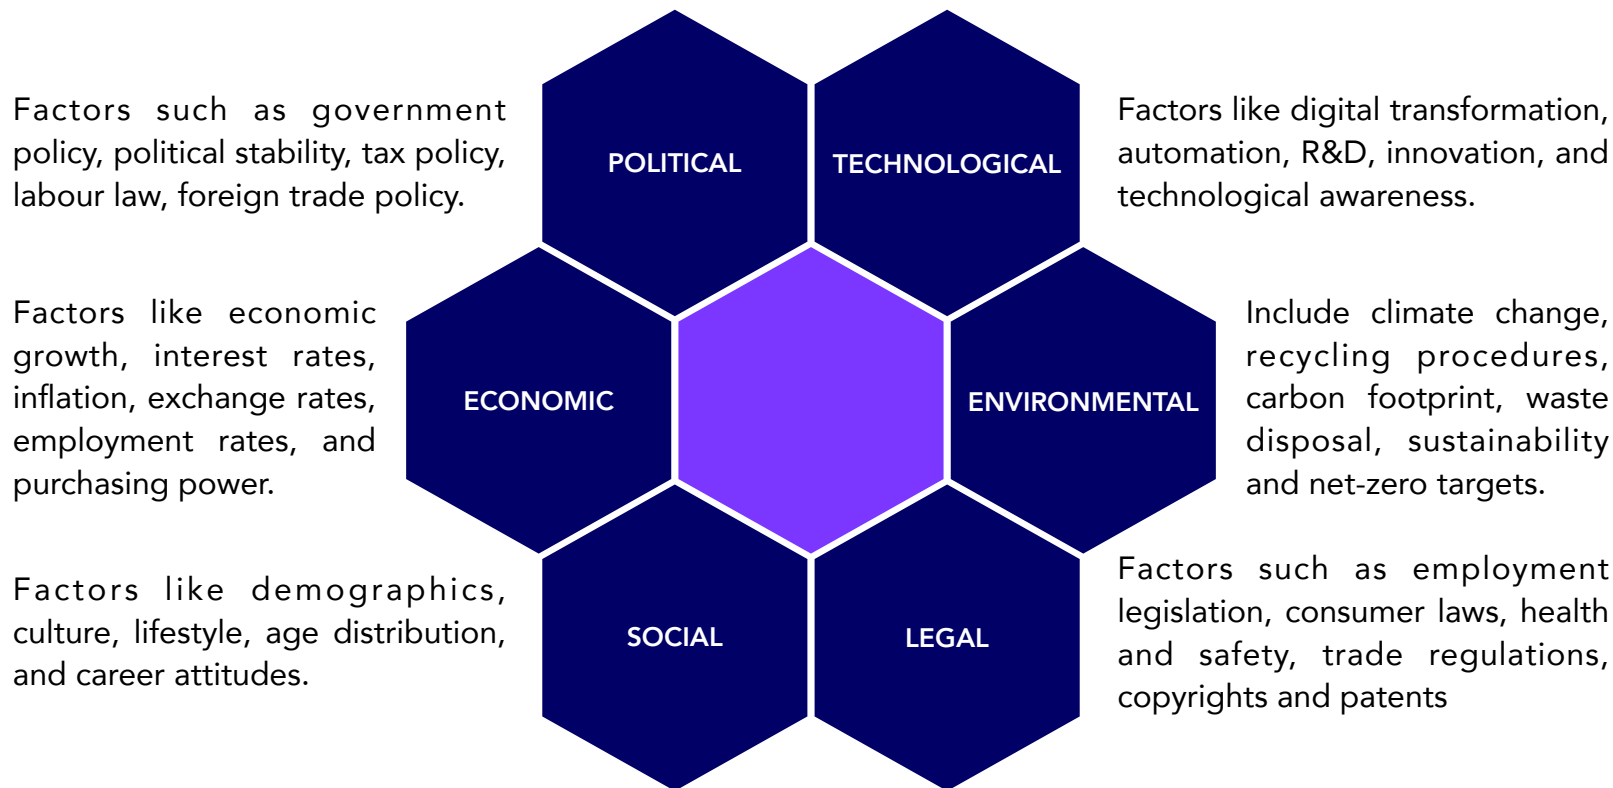 Factors such as government
policy, political stability, tax policy,
labour law, foreign trade policy.
POLITICAL
TECHNOLOGICAL
Factors like digital transformation,
automation, R&D, innovation, and
technological awareness.
Factors like economic
growth, interest rates,
inflation, exchange rates,
employment rates, and
purchasing power.
ECONOMIC
ENVIRONMENTAL
Include climate change,
recycling procedures,
carbon footprint, waste
disposal, sustainability
and net-zero targets.
Factors like demographics,
culture, lifestyle, age distribution,
and career attitudes.
SOCIAL
LEGAL
Factors such as employment
legislation, consumer laws, health
and safety, trade regulations,
copyrights and patents